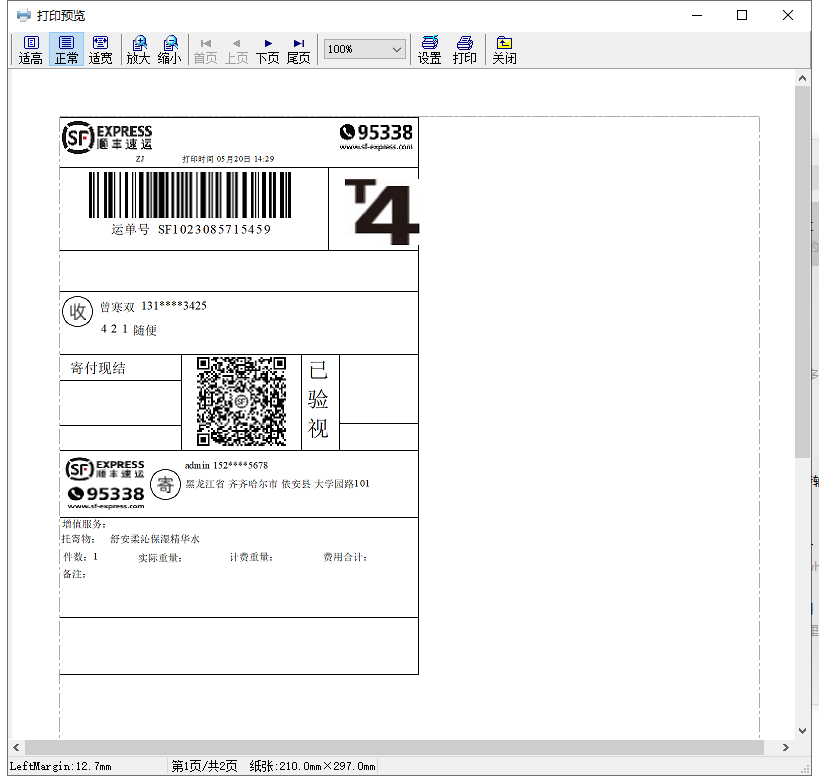 打印预览
适高 正常 适宽 放大 缩小 首页 上页 下页 尾页 100% 设置 打印 关闭
SF EXPRESS 顺丰速运 95338
www.sf-express.com
ZJ 打印时间 05月20日 14:29
T4
运单号 SF1023085715459
收 曾寒双 131****3425
421 随便
寄付现结
SF
已验视
SF EXPRESS 顺丰速运
95338
www.sf-express.com
寄 admin 152****5678
黑龙江省 齐齐哈尔市 依安县 大学园路101
增值服务:
托寄物: 舒安柔沁保湿精华水
件数: 1 实际重量: 计费重量: 费用合计:
备注:
LeftMargin:12.7mm 第1页/共2页 纸张:210.0mm×297.0mm